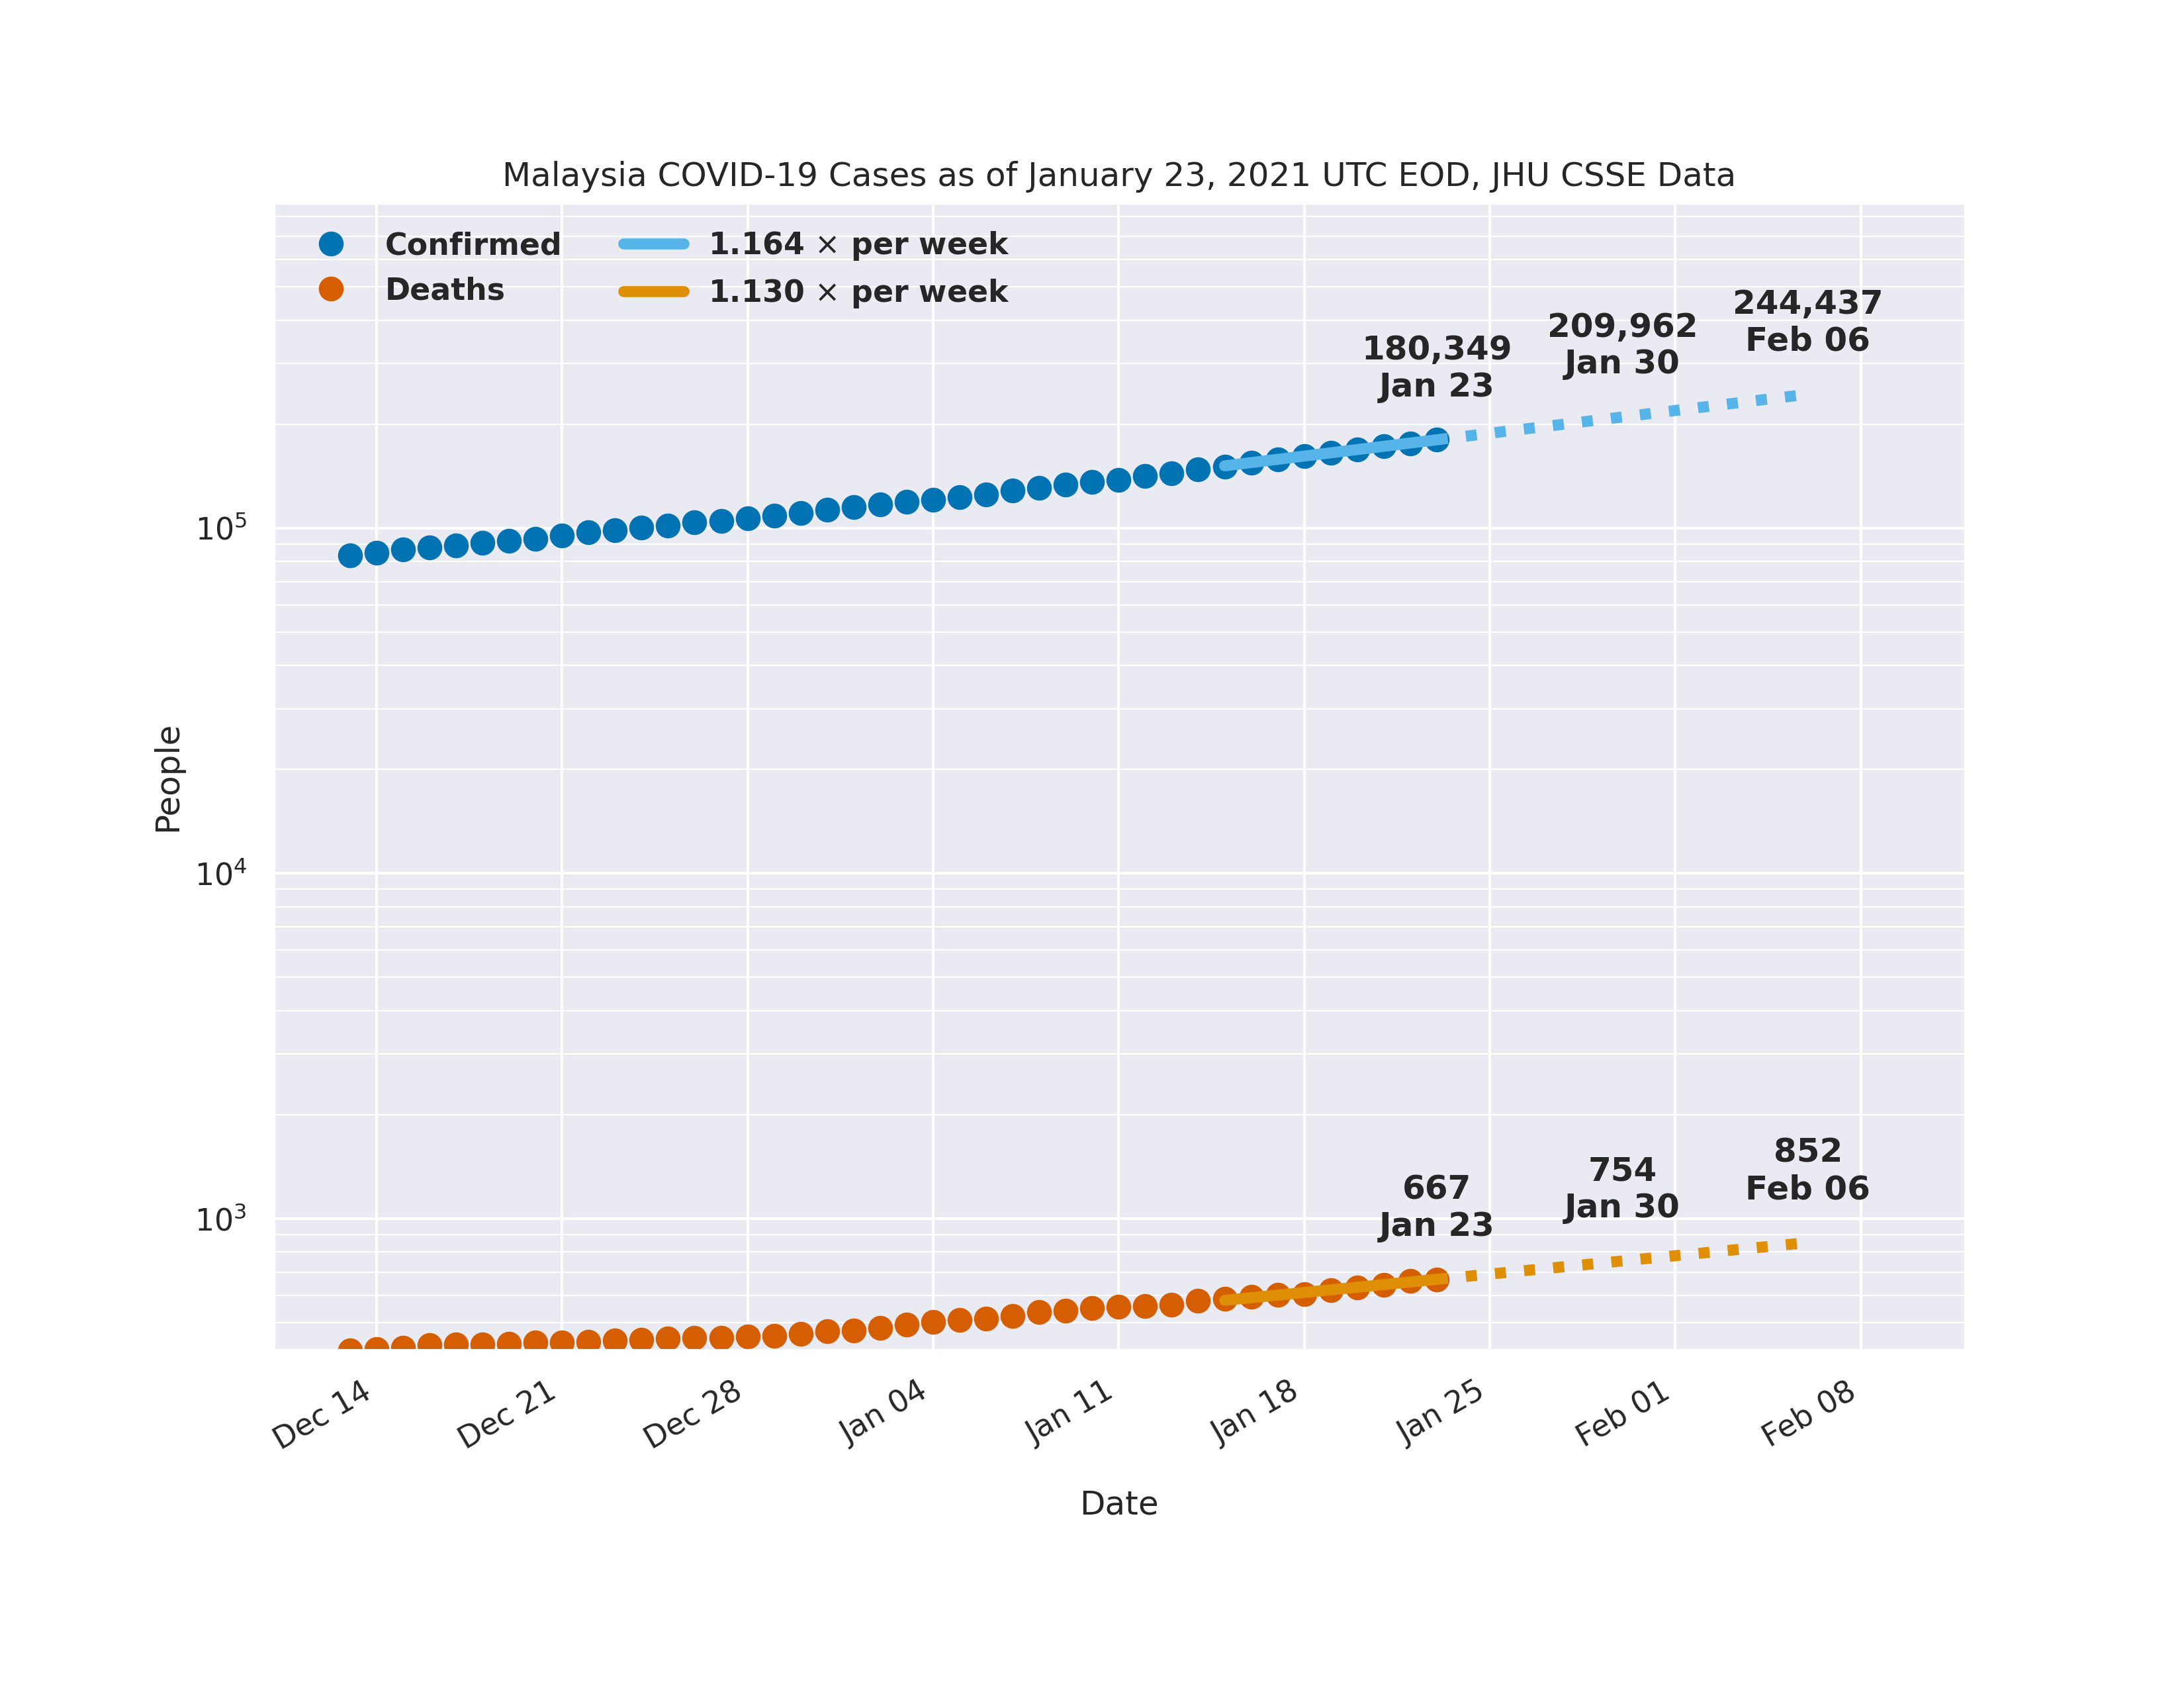 Malaysia COVID-19 Cases as of January 23, 2021 UTC EOD, JHU CSSE Data
Confirmed
Deaths
1.164 × per week
1.130 × per week
180,349
Jan 23
209,962
Jan 30
244,437
Feb 06
667
Jan 23
754
Jan 30
852
Feb 06
People
10⁵
10⁴
10³
Dec 14
Dec 21
Dec 28
Jan 04
Jan 11
Jan 18
Jan 25
Feb 01
Feb 08
Date